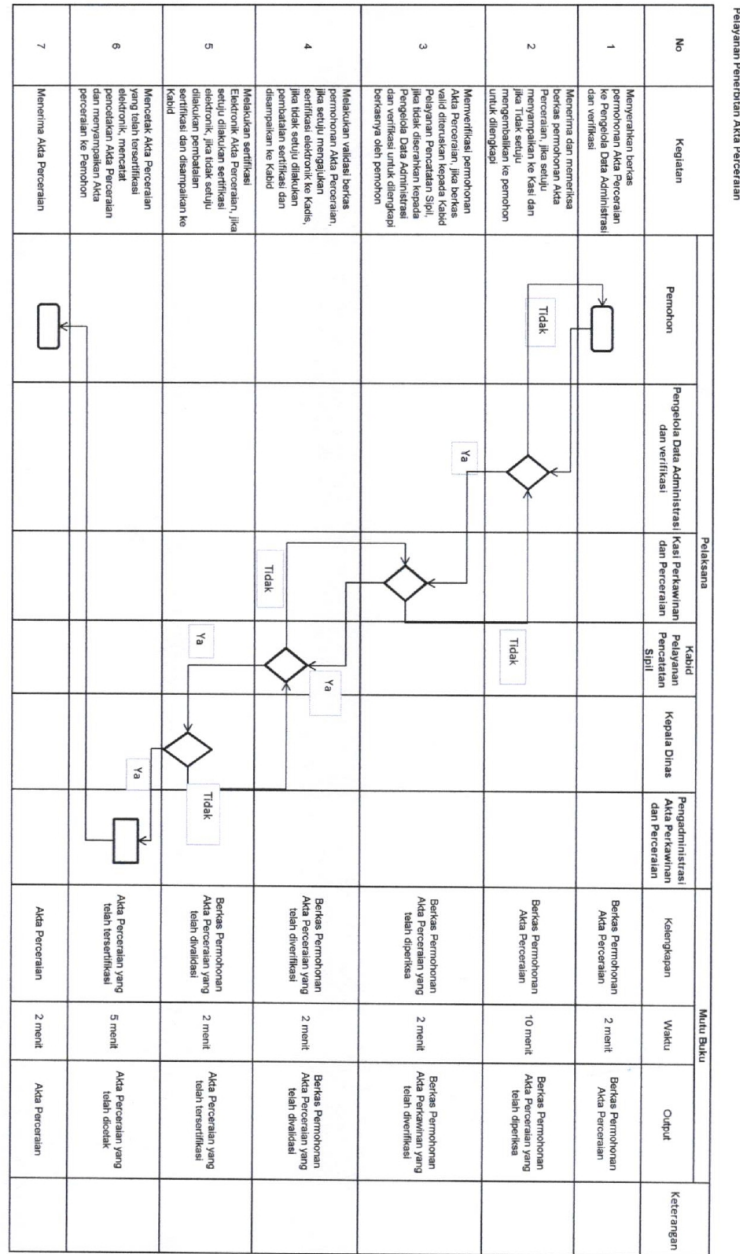 Pelayanan Penerbitan Akta Perceraian
No
Kegiatan
Pelaksana
Mutu Buku
Keterangan
Pemohon
Pengelola Data Administrasi
dan verifikasi
Kasi Perkawinan
dan Perceraian
Kabid
Pelayanan
Pencatatan
Sipil
Kepala Dinas
Pengadministrasi
Akta Perkawinan
dan Perceraian
Kelengkapan
Waktu
Output
1
Menyerahkan berkas
permohonan Akta Perceraian
ke Pengelola Data Administrasi
dan verifikasi
Berkas Permohonan
Akta Perceraian
2 menit
Berkas Permohonan
Akta Perceraian
2
Menerima dan memeriksa
berkas permohonan Akta
Perceraian, jika setuju
menyampaikan ke Kasi dan
jika Tidak setuju
mengembalikan ke pemohon
untuk dilengkapi
Tidak
Ya
Tidak
Berkas Permohonan
Akta Perceraian
10 menit
Berkas Permohonan
Akta Perceraian yang
telah diperiksa
3
Memverifikasi permohonan
Akta Perceraian, jika berkas
valid diteruskan kepada Kabid
Pelayanan Pencatatan Sipil,
jika tidak diserahkan kepada
Pengelola Data Administrasi
dan verifikasi untuk dilengkapi
berkasnya oleh pemohon
Berkas Permohonan
Akta Perceraian yang
telah diperiksa
2 menit
Berkas Permohonan
Akta Perkawinan yang
telah diverifikasi
4
Melakukan validasi berkas
permohonan Akta Perceraian,
jika setuju mengajukan
sertifikasi elektronik ke Kadis,
jika tidak setuju dilakukan
pembatalan sertifikasi dan
disampaikan ke Kabid
Tidak
Ya
Berkas Permohonan
Akta Perceraian yang
telah diverifikasi
2 menit
Berkas Permohonan
Akta Perceraian yang
telah divalidasi
5
Melakukan sertifikasi
Elektronik Akta Perceraian, jika
setuju dilakukan sertifikasi
elektronik, jika tidak setuju
dilakukan pembatalan
sertifikasi dan disampaikan ke
Kabid
Ya
Tidak
Ya
Berkas Permohonan
Akta Perceraian yang
telah divalidasi
2 menit
Akta Perceraian yang
telah tersertifikasi
6
Mencetak Akta Perceraian
yang telah tersertifikasi
elektronik, mencatat
pencetakan Akta Perceraian
dan menyampaikan Akta
perceraian ke Pemohon
Akta Perceraian yang
telah tersertifikasi
5 menit
Akta Perceraian yang
telah dicetak
7
Menerima Akta Perceraian
Akta Perceraian
2 menit
Akta Perceraian